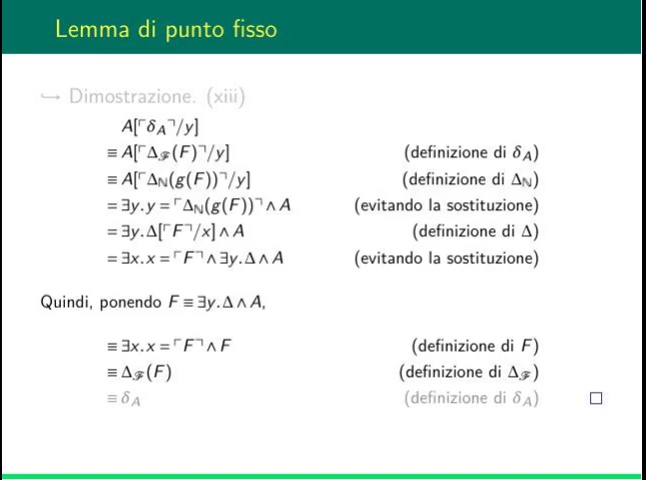 Lemma di punto fisso
↪ Dimostrazione. (xiii)
A[⌜δ_A⌝/y]
≡ A[⌜Δ_ℱ(F)⌝/y] (definizione di δ_A)
≡ A[⌜Δ_ℕ(g(F))⌝/y] (definizione di Δ_ℕ)
= ∃y. y = ⌜Δ_ℕ(g(F))⌝ ∧ A (evitando la sostituzione)
= ∃y. Δ[⌜F⌝/x] ∧ A (definizione di Δ)
= ∃x. x = ⌜F⌝ ∧ ∃y. Δ ∧ A (evitando la sostituzione)
Quindi, ponendo F ≡ ∃y. Δ ∧ A,
≡ ∃x. x = ⌜F⌝ ∧ F (definizione di F)
≡ Δ_ℱ(F) (definizione di Δ_ℱ)
≡ δ_A (definizione di δ_A) □